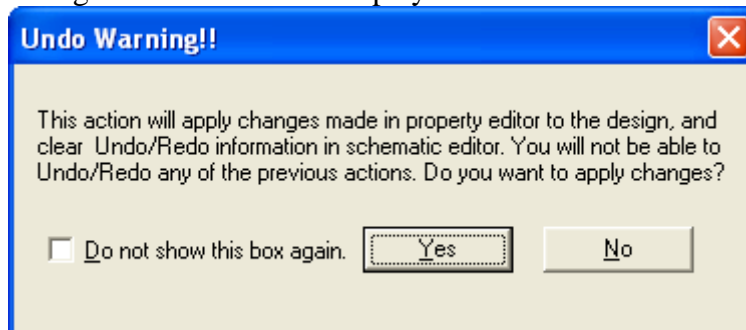 Undo Warning!!
This action will apply changes made in property editor to the design, and
clear Undo/Redo information in schematic editor. You will not be able to
Undo/Redo any of the previous actions. Do you want to apply changes?
Do not show this box again. Yes No